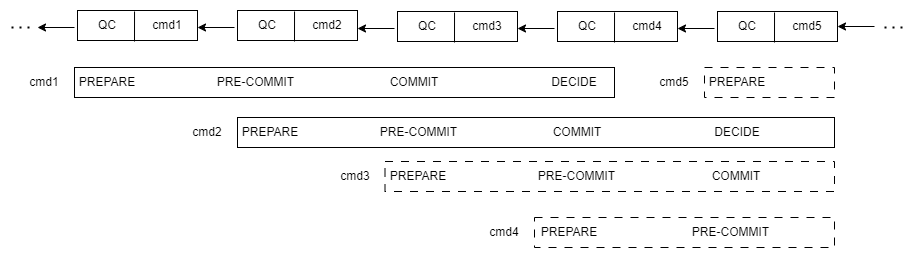 ... QC cmd1 QC cmd2 QC cmd3 QC cmd4 QC cmd5 ...
cmd1 PREPARE PRE-COMMIT COMMIT DECIDE cmd5 PREPARE
cmd2 PREPARE PRE-COMMIT COMMIT DECIDE
cmd3 PREPARE PRE-COMMIT COMMIT
cmd4 PREPARE PRE-COMMIT